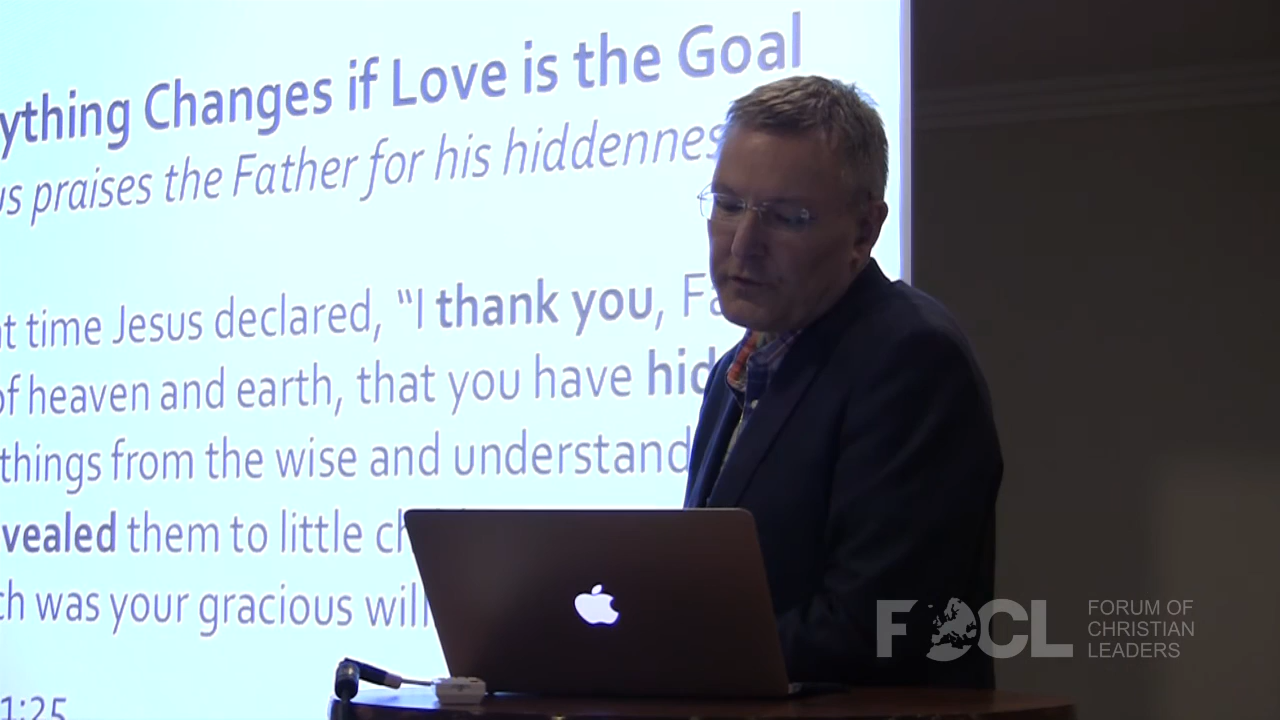 ything Changes if Love is the Goal
us praises the Father for his hiddennes
at time Jesus declared, “I thank you, Fa
of heaven and earth, that you have hid
things from the wise and understand
vealed them to little ch
ch was your gracious will
1:25
FOCL
FORUM OF
CHRISTIAN
LEADERS